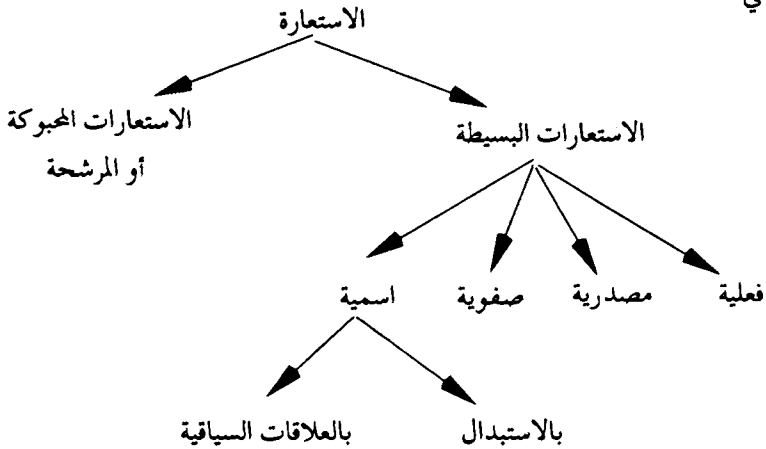 ي
الاستعارة
الاستعارات البسيطة
الاستعارات المحبوكة
أو المرشحة
فعلية
مصدرية
صفوية
اسمية
بالاستبدال
بالعلاقات السياقية